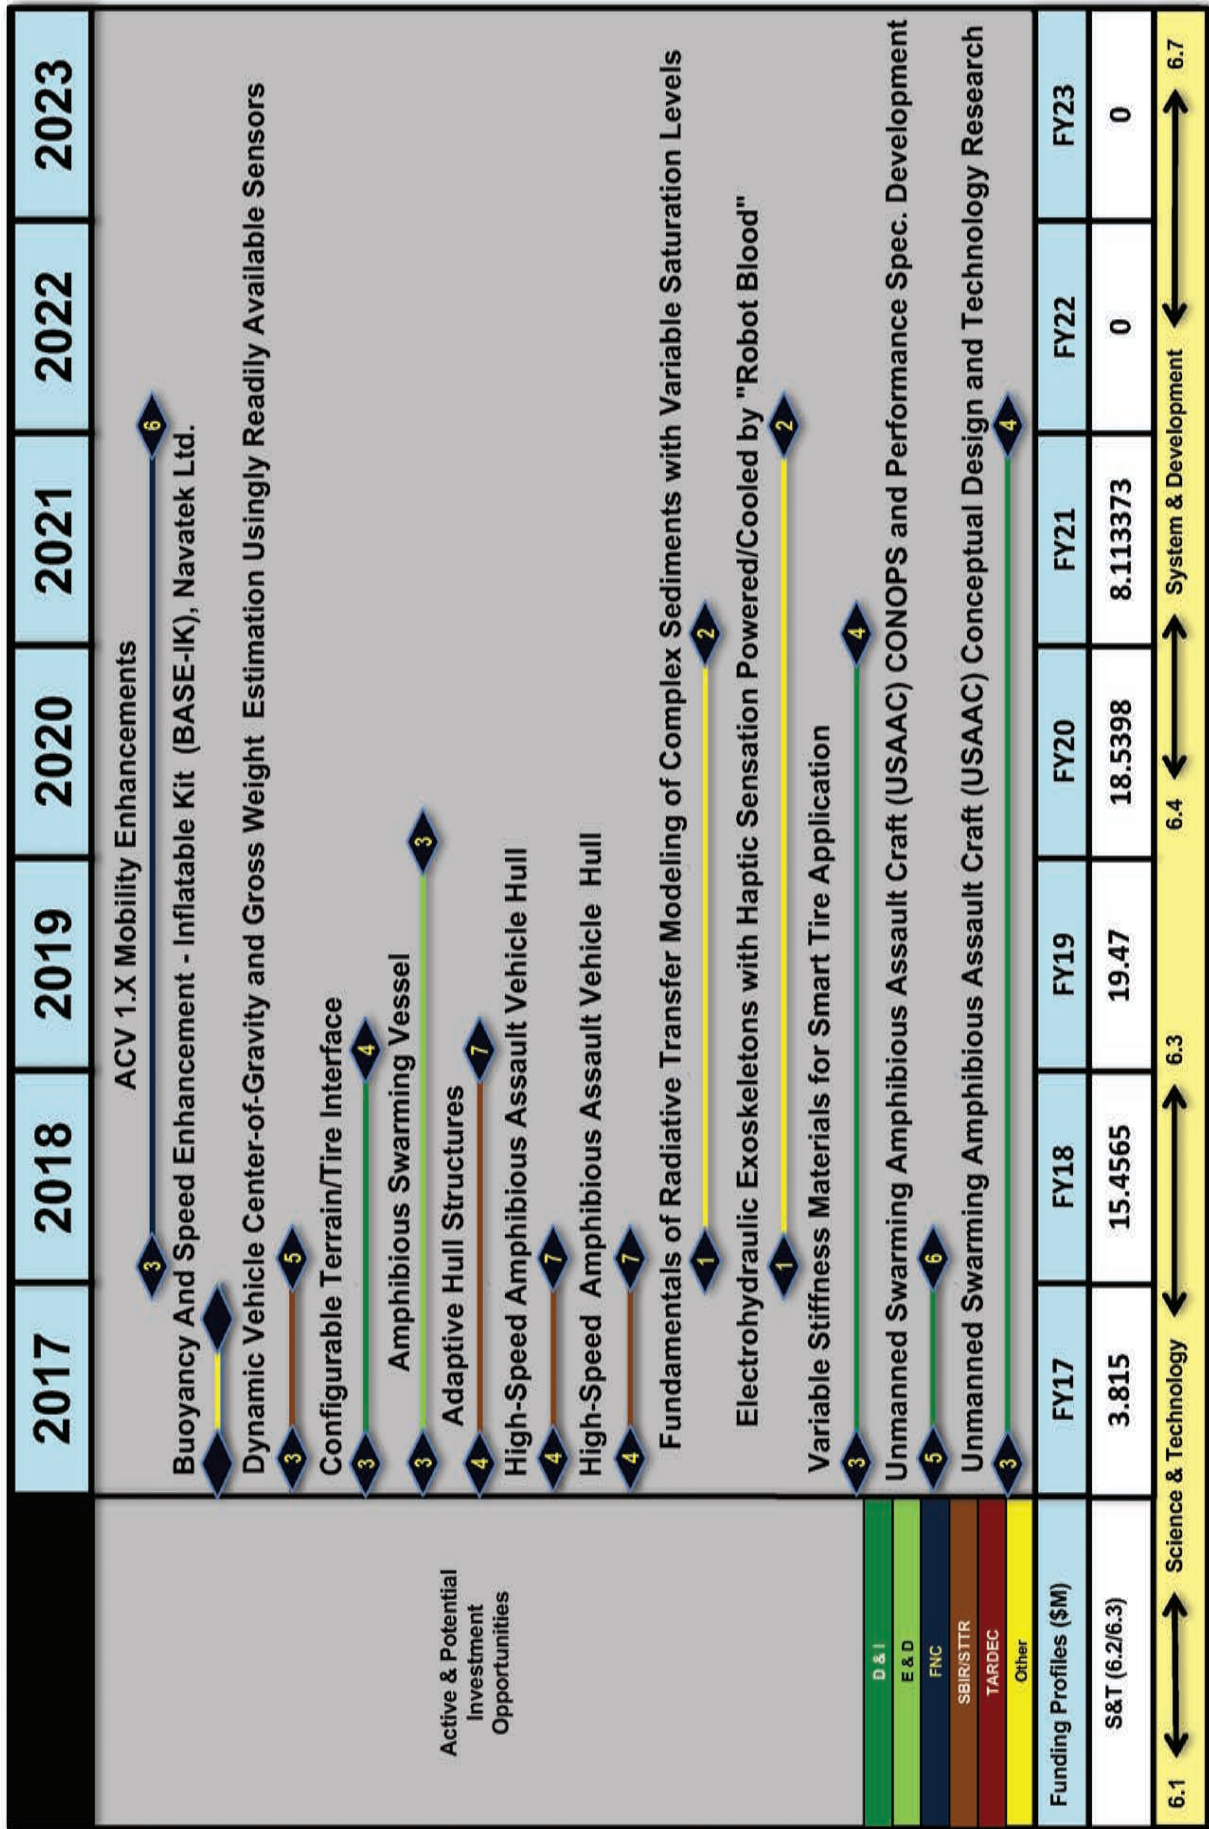 2017 2018 2019 2020 2021 2022 2023
Active & Potential
Investment
Opportunities
ACV 1.X Mobility Enhancements
3 6
Buoyancy And Speed Enhancement - Inflatable Kit (BASE-IK), Navatek Ltd.
Dynamic Vehicle Center-of-Gravity and Gross Weight Estimation Usingly Readily Available Sensors
3 5
Configurable Terrain/Tire Interface
3 4
Amphibious Swarming Vessel
3 3
Adaptive Hull Structures
4 7
High-Speed Amphibious Assault Vehicle Hull
4 7
High-Speed Amphibious Assault Vehicle Hull
4 7
Fundamentals of Radiative Transfer Modeling of Complex Sediments with Variable Saturation Levels
1 2
Electrohydraulic Exoskeletons with Haptic Sensation Powered/Cooled by "Robot Blood"
1 2
Variable Stiffness Materials for Smart Tire Application
3 4
Unmanned Swarming Amphibious Assault Craft (USAAC) CONOPS and Performance Spec. Development
5 6
Unmanned Swarming Amphibious Assault Craft (USAAC) Conceptual Design and Technology Research
3 4
D & I
E & D
FNC
SBIR/STTR
TARDEC
Other
Funding Profiles ($M) FY17 FY18 FY19 FY20 FY21 FY22 FY23
S&T (6.2/6.3) 3.815 15.4565 19.47 18.5398 8.113373 0 0
6.1 Science & Technology 6.3 6.4 System & Development 6.7